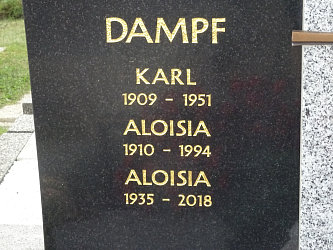 DAMPF
KARL
1909 - 1951
ALOISIA
1910 - 1994
ALOISIA
1935 - 2018